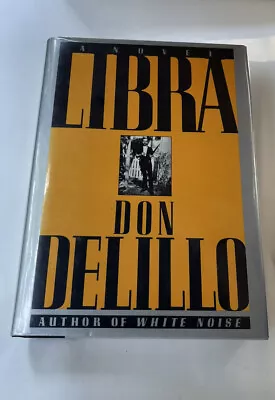 A NOVEL
LIBRA
DON
DELILLO
AUTHOR OF WHITE NOISE